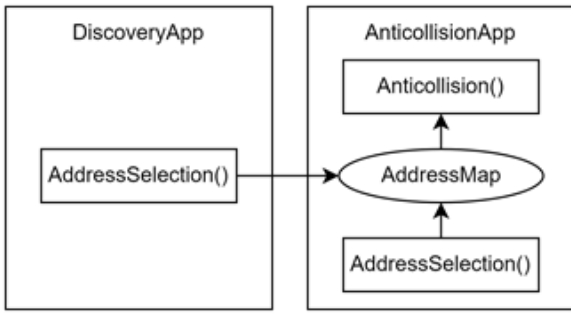 DiscoveryApp
AddressSelection()
AnticollisionApp
Anticollision()
AddressMap
AddressSelection()